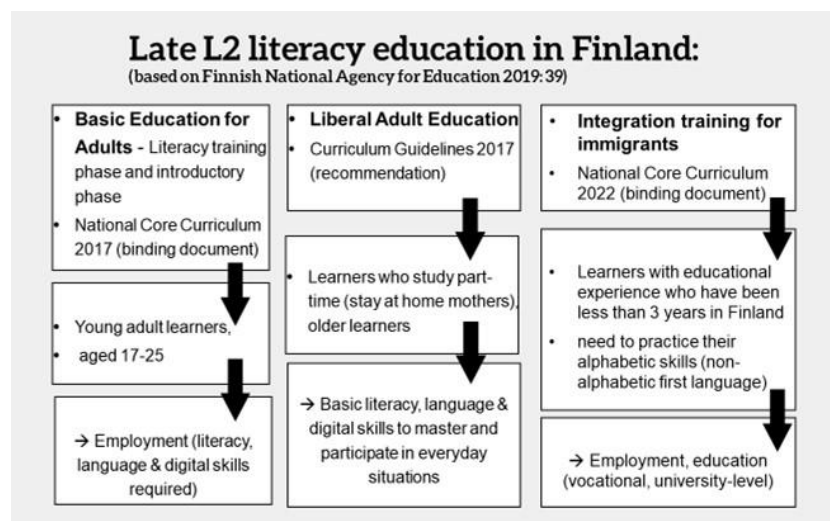 Late L2 literacy education in Finland:
(based on Finnish National Agency for Education 2019:39)
• Basic Education for
Adults - Literacy training
phase and introductory
phase
• National Core Curriculum
2017 (binding document)
• Young adult learners,
• aged 17-25
→ Employment (literacy,
language & digital skills
required)
• Liberal Adult Education
• Curriculum Guidelines 2017
(recommendation)
• Learners who study part-
time (stay at home mothers),
older learners
→ Basic literacy, language &
digital skills to master and
participate in everyday
situations
• Integration training for
immigrants
• National Core Curriculum
2022 (binding document)
• Learners with educational
experience who have been
less than 3 years in Finland
• need to practice their
alphabetic skills (non-
alphabetic first language)
→ Employment, education
(vocational, university-level)